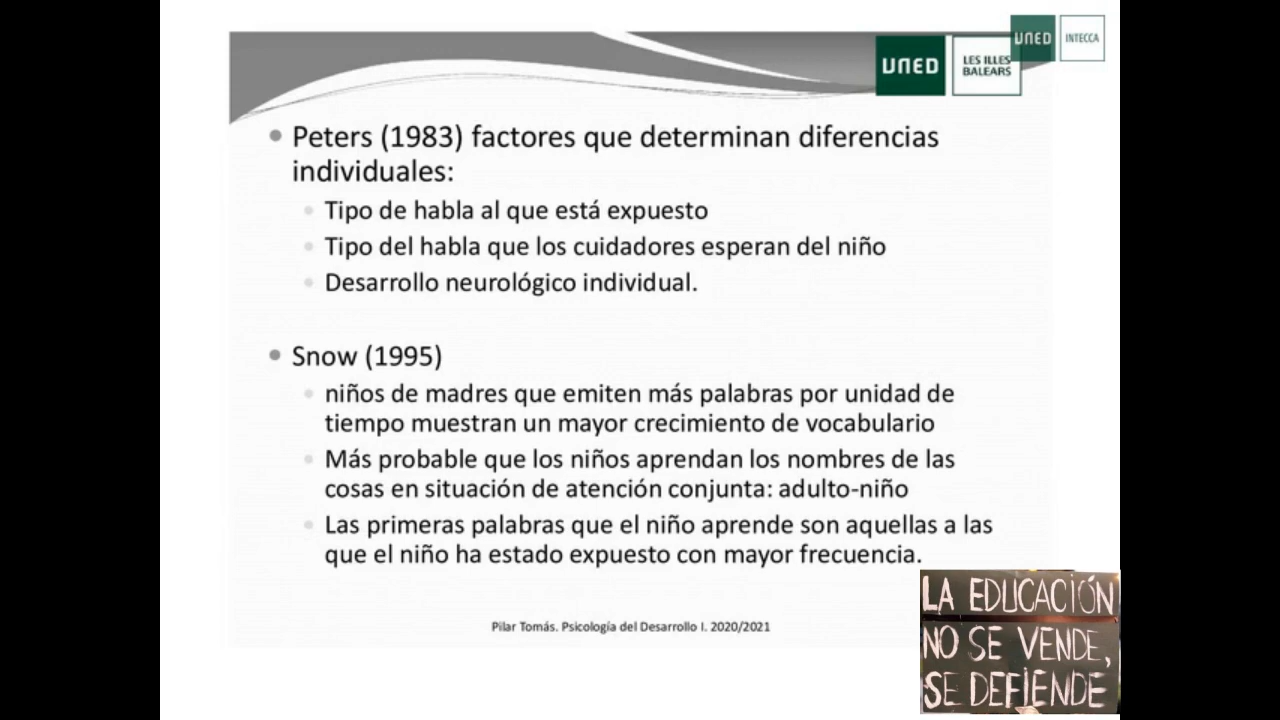 UNED
INTECCA
UNED
LES ILLES
BALEARS
Peters (1983) factores que determinan diferencias
individuales:
Tipo de habla al que está expuesto
Tipo del habla que los cuidadores esperan del niño
Desarrollo neurológico individual.
Snow (1995)
niños de madres que emiten más palabras por unidad de
tiempo muestran un mayor crecimiento de vocabulario
Más probable que los niños aprendan los nombres de las
cosas en situación de atención conjunta: adulto-niño
Las primeras palabras que el niño aprende son aquellas a las
que el niño ha estado expuesto con mayor frecuencia.
Pilar Tomás. Psicología del Desarrollo I. 2020/2021
LA EDUCACIÓN
NO SE VENDE,
SE DEFIENDE